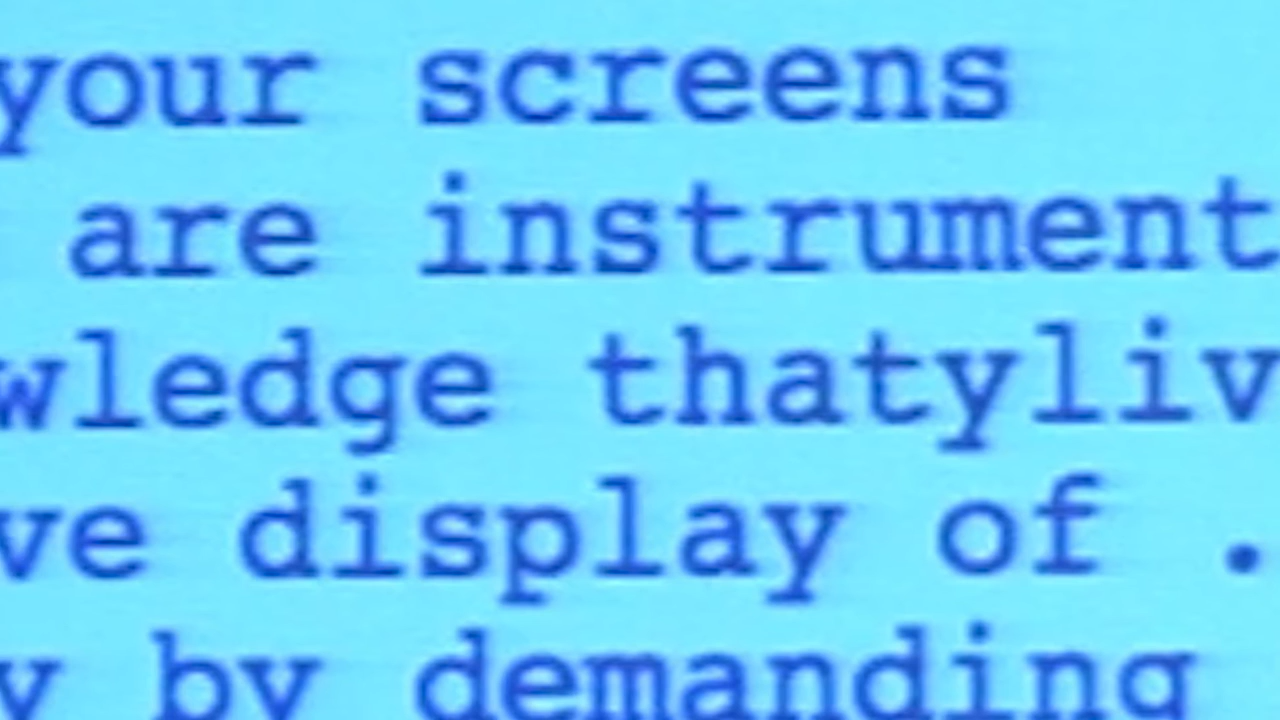 your screens
are instrument
wledge thatyliv
ve display of .
y by demanding